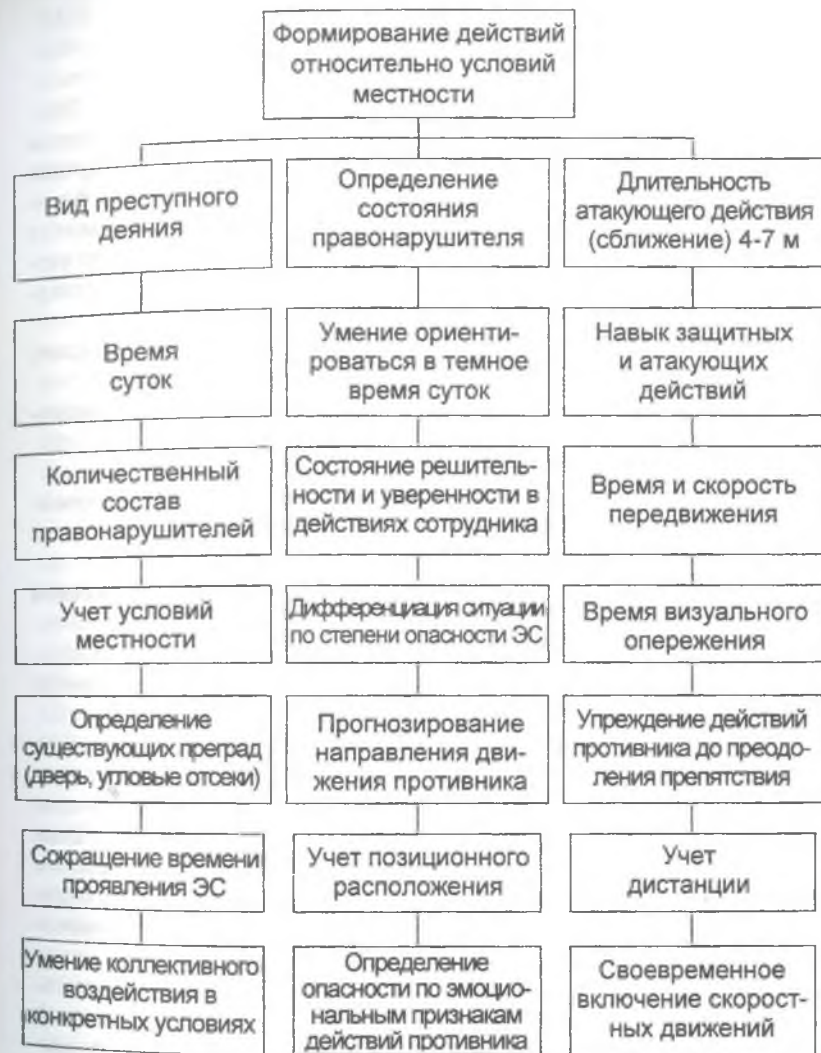 Формирование действий
относительно условий
местности
Вид преступного
деяния
Определение
состояния
правонарушителя
Длительность
атакующего действия
(сближение) 4-7 м
Время
суток
Умение ориенти-
роваться в темное
время суток
Навык защитных
и атакующих
действий
Количественный
состав
правонарушителей
Состояние решитель-
ности и уверенности в
действиях сотрудника
Время и скорость
передвижения
Учет условий
местности
Дифференциация ситуации
по степени опасности ЭС
Время визуального
опережения
Определение
существующих преград
(дверь, угловые отсеки)
Прогнозирование
направления дви-
жения противника
Упреждение действий
противника до преодо-
ления препятствия
Сокращение времени
проявления ЭС
Учет позиционного
расположения
Учет
дистанции
Умение коллективного
воздействия в
конкретных условиях
Определение
опасности по эмоцио-
нальным признакам
действий противника
Своевременное
включение скорост-
ных движений